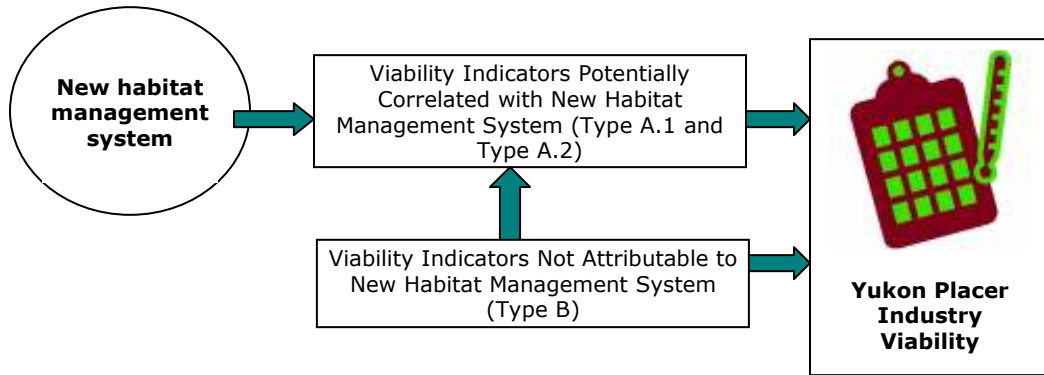 New habitat
management
system
Viability Indicators Potentially
Correlated with New Habitat
Management System (Type A.1 and
Type A.2)
Viability Indicators Not Attributable to
New Habitat Management System
(Type B)
Yukon Placer
Industry
Viability